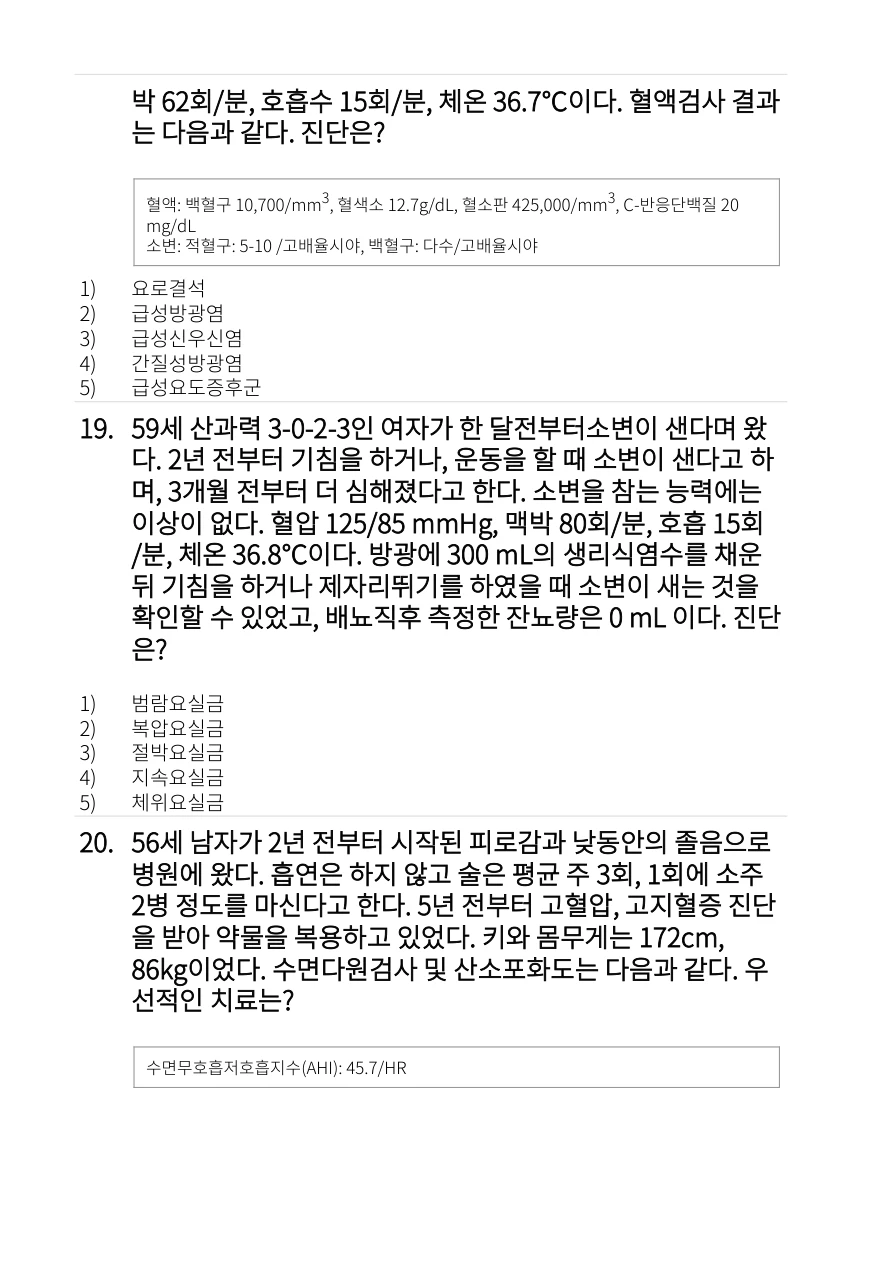 박 62회/분, 호흡수 15회/분, 체온 36.7℃이다. 혈액검사 결과
는 다음과 같다. 진단은?
혈액: 백혈구 10,700/mm³, 혈색소 12.7g/dL, 혈소판 425,000/mm³, C-반응단백질 20
mg/dL
소변: 적혈구: 5-10 /고배율시야, 백혈구: 다수/고배율시야
1) 요로결석
2) 급성방광염
3) 급성신우신염
4) 간질성방광염
5) 급성요도증후군
19. 59세 산과력 3-0-2-3인 여자가 한 달전부터소변이 샌다며 왔
다. 2년 전부터 기침을 하거나, 운동을 할 때 소변이 샌다고 하
며, 3개월 전부터 더 심해졌다고 한다. 소변을 참는 능력에는
이상이 없다. 혈압 125/85 mmHg, 맥박 80회/분, 호흡 15회
/분, 체온 36.8℃이다. 방광에 300 mL의 생리식염수를 채운
뒤 기침을 하거나 제자리뛰기를 하였을 때 소변이 새는 것을
확인할 수 있었고, 배뇨직후 측정한 잔뇨량은 0 mL 이다. 진단
은?
1) 범람요실금
2) 복압요실금
3) 절박요실금
4) 지속요실금
5) 체위요실금
20. 56세 남자가 2년 전부터 시작된 피로감과 낮동안의 졸음으로
병원에 왔다. 흡연은 하지 않고 술은 평균 주 3회, 1회에 소주
2병 정도를 마신다고 한다. 5년 전부터 고혈압, 고지혈증 진단
을 받아 약물을 복용하고 있었다. 키와 몸무게는 172cm,
86kg이었다. 수면다원검사 및 산소포화도는 다음과 같다. 우
선적인 치료는?
수면무호흡저호흡지수(AHI): 45.7/HR